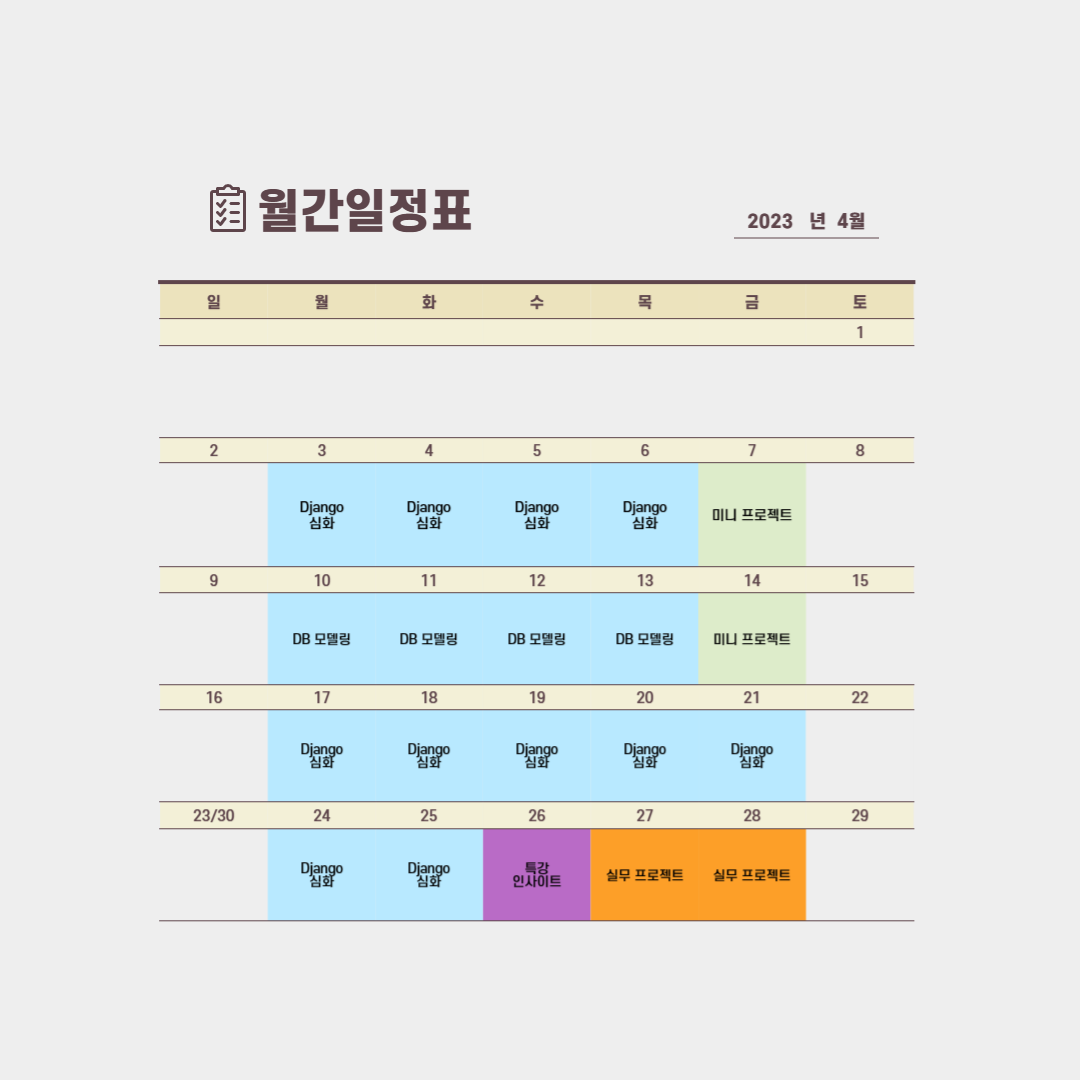 월간일정표
2023 년 4월
일 월 화 수 목 금 토
1
2 3 4 5 6 7 8
Django Django Django Django 미니 프로젝트
심화 심화 심화 심화
9 10 11 12 13 14 15
DB 모델링 DB 모델링 DB 모델링 DB 모델링 미니 프로젝트
16 17 18 19 20 21 22
Django Django Django Django Django
심화 심화 심화 심화 심화
23/30 24 25 26 27 28 29
Django Django 특강 실무 프로젝트 실무 프로젝트
심화 심화 인사이트